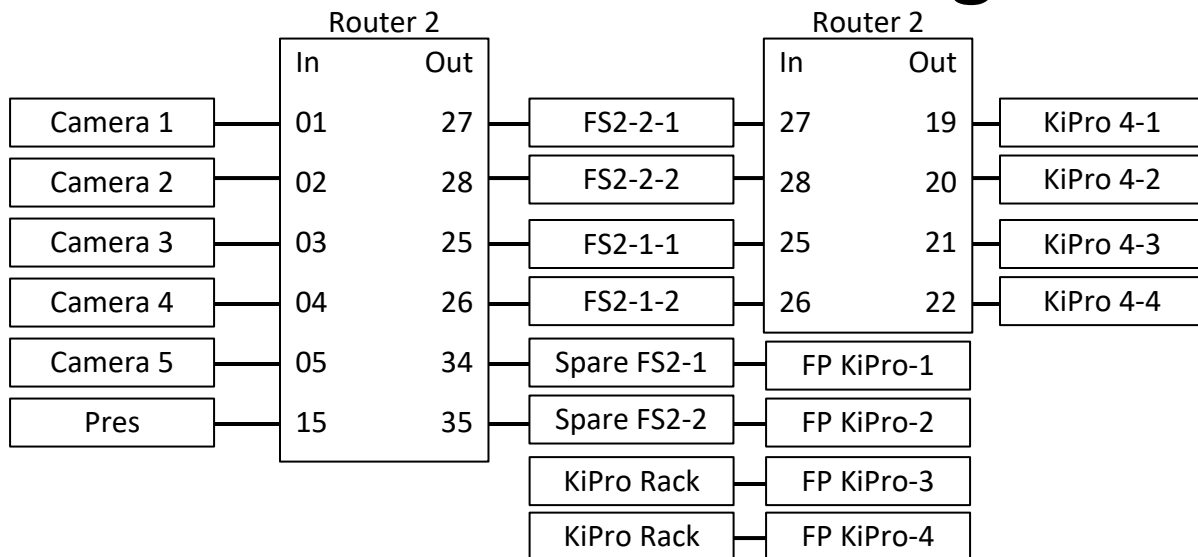 Router 2 Router 2
In Out In Out
Camera 1 01 27 FS2-2-1 27 19 KiPro 4-1
Camera 2 02 28 FS2-2-2 28 20 KiPro 4-2
Camera 3 03 25 FS2-1-1 25 21 KiPro 4-3
Camera 4 04 26 FS2-1-2 26 22 KiPro 4-4
Camera 5 05 34 Spare FS2-1 FP KiPro-1
Pres 15 35 Spare FS2-2 FP KiPro-2
KiPro Rack FP KiPro-3
KiPro Rack FP KiPro-4